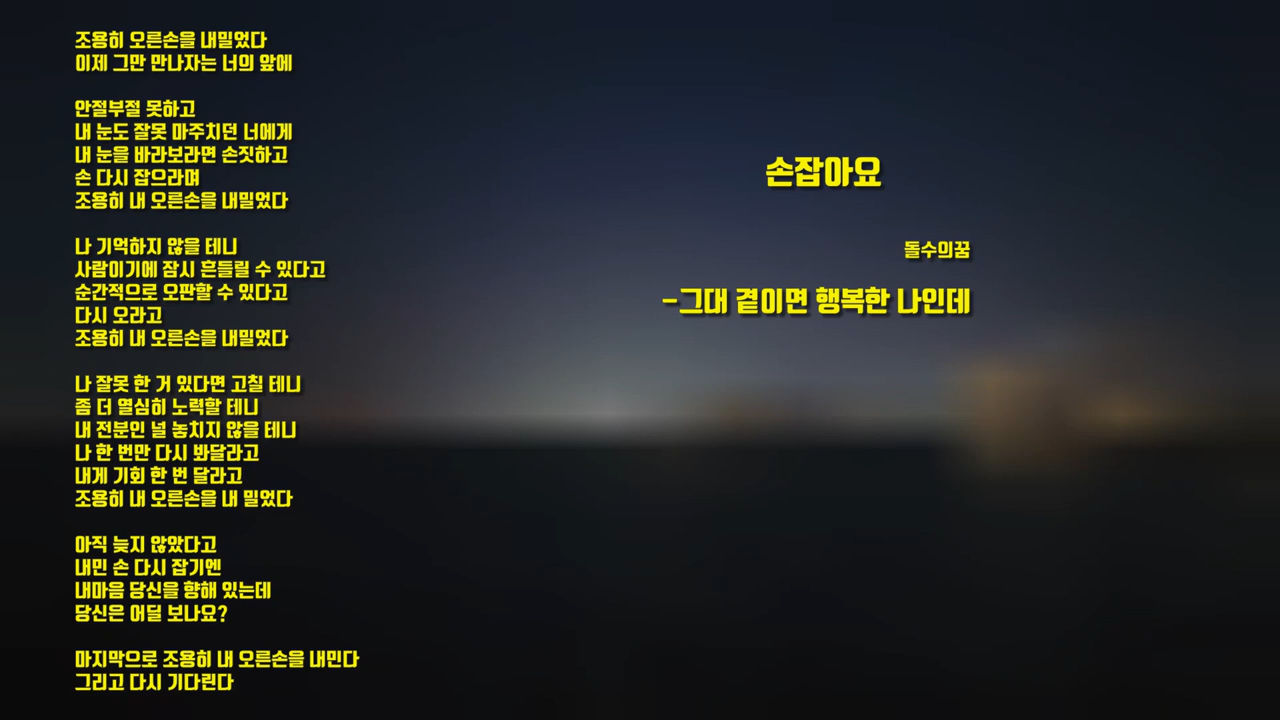 조용히 오른손을 내밀었다
이제 그만 만나자는 너의 앞에
안절부절 못하고
내 눈도 잘못 마주치던 너에게
내 눈을 바라보라면 손짓하고
손 다시 잡으라며
조용히 내 오른손을 내밀었다
나 기억하지 않을 테니
사람이기에 잠시 흔들릴 수 있다고
순간적으로 오판할 수 있다고
다시 오라고
조용히 내 오른손을 내밀었다
나 잘못 한 거 있다면 고칠 테니
좀 더 열심히 노력할 테니
내 전분인 널 놓치지 않을 테니
나 한 번만 다시 봐달라고
내게 기회 한 번 달라고
조용히 내 오른손을 내 밀었다
아직 늦지 않았다고
내민 손 다시 잡기엔
내마음 당신을 향해 있는데
당신은 어딜 보나요?
마지막으로 조용히 내 오른손을 내민다
그리고 다시 기다린다
손잡아요
돌수의꿈
-그대 곁이면 행복한 나인데